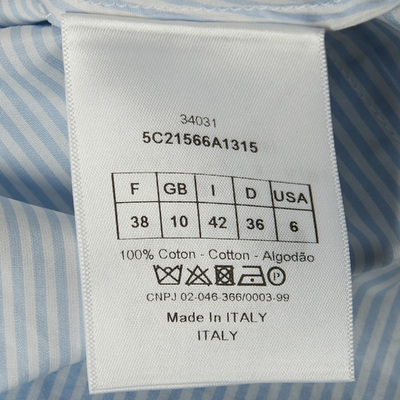 34031
5C21566A1315
F GB I D USA
38 10 42 36 6
100% Coton - Cotton - Algodão
P
CNPJ 02-046-366/0003-99
Made In ITALY
ITALY